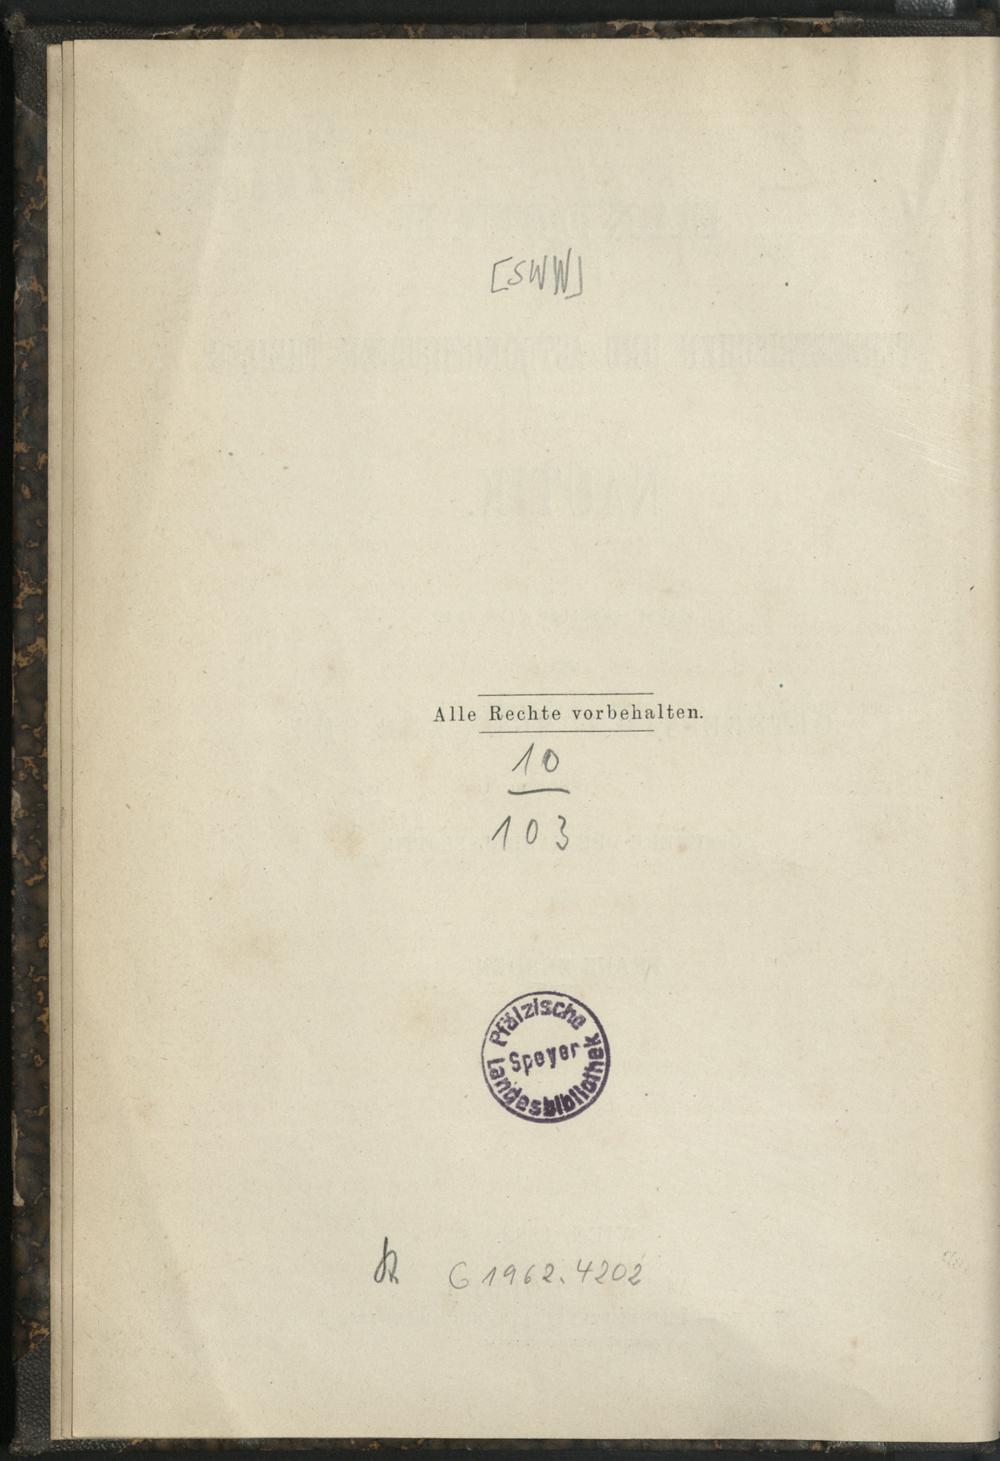 [SWW]
Alle Rechte vorbehalten.
10
103
Pfälzische
Speyer
Landesbibliothek
G 1962.4202